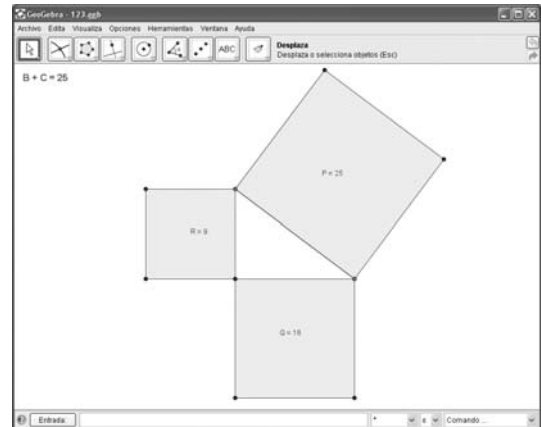 GeoGebra - 123.ggb
Archivo Edita Visualiza Opciones Herramientas Ventana Ayuda
ABC
Desplaza
Desplaza o selecciona objetos (Esc)
B + C = 25
P = 25
R = 9
Q = 16
Entrada:
Comando ...